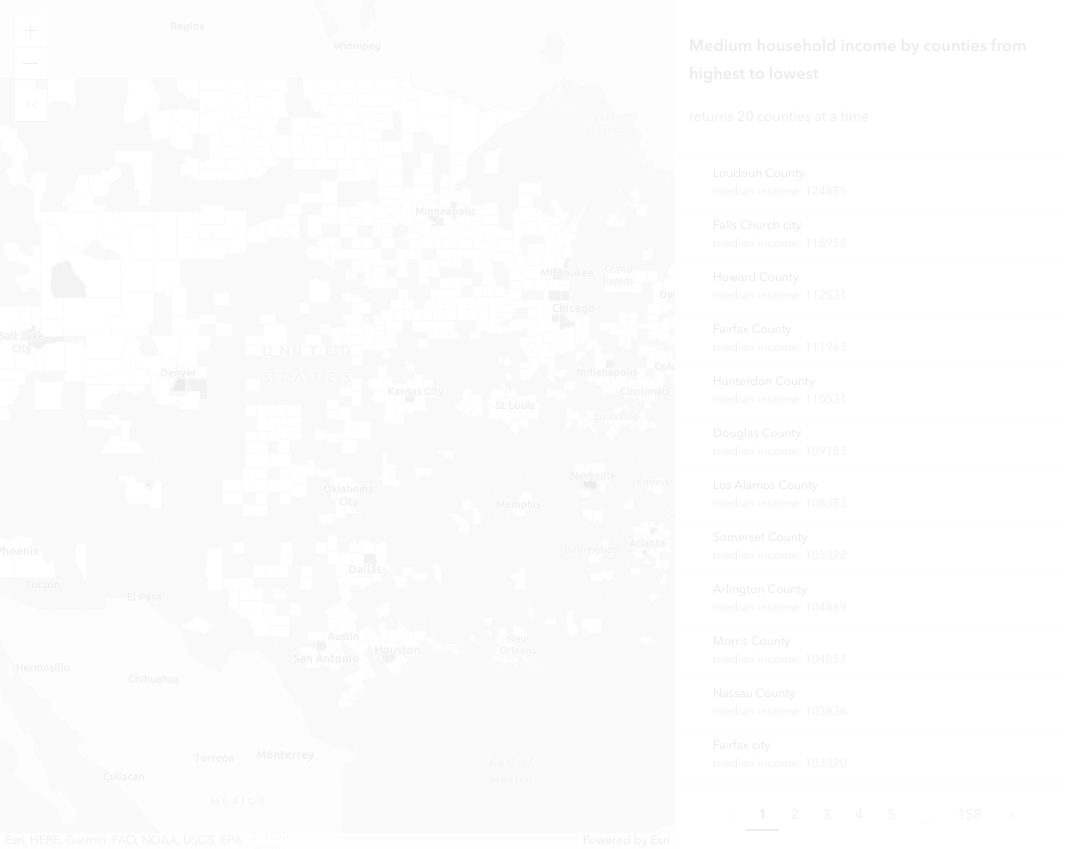 Regina
Winnipeg
Minneapolis
Milwaukee
Grand
Rapids
De
Chicago
Salt Lake
City
UNITED
STATES
Denver
Kansas City
St Louis
Indianapolis
Colu
Cincinnati
Louisville
Oklahoma
City
Nashville
Memphis
Phoenix
Tucson
El Paso
Dallas
Birmingham
Atlanta
Austin
San Antonio
Houston
New
Orleans
Hermosillo
Chihuahua
Torreón
Monterrey
Culiacan
Gulf of
Mexico
MÉXICO
Esri, HERE, Garmin, FAO, NOAA, USGS, EPA
Powered by Esri
Medium household income by counties from
highest to lowest
returns 20 counties at a time
Loudoun County
median income: 124885
Falls Church city
median income: 118958
Howard County
median income: 112531
Fairfax County
median income: 111963
Hunterdon County
median income: 110531
Douglas County
median income: 109183
Los Alamos County
median income: 108383
Somerset County
median income: 105322
Arlington County
median income: 104869
Morris County
median income: 104857
Nassau County
median income: 103836
Fairfax city
median income: 103320
1 2 3 4 5 ... 158